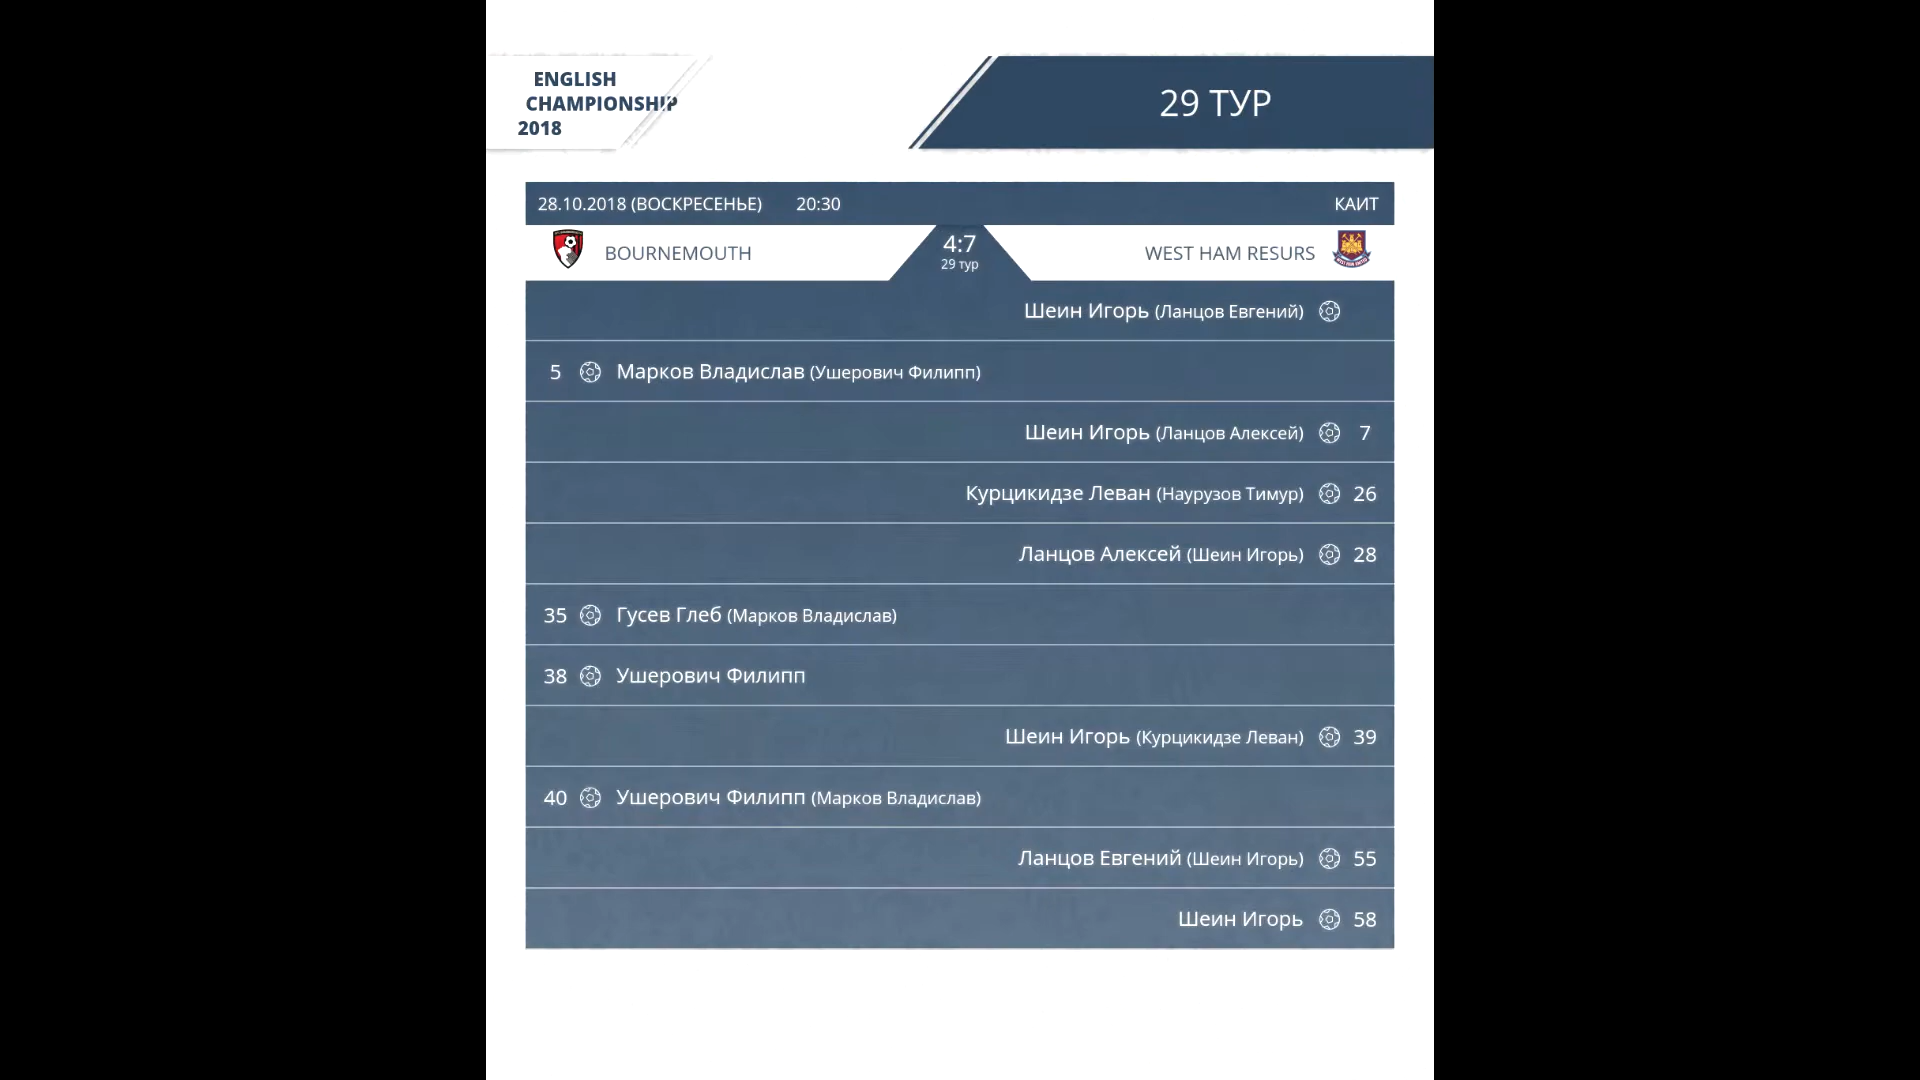 ENGLISH
CHAMPIONSHIP
2018
29 ТУР
28.10.2018 (ВОСКРЕСЕНЬЕ) 20:30 КАИТ
BOURNEMOUTH 4:7 WEST HAM RESURS
29 тур
Шеин Игорь (Ланцов Евгений)
5 Марков Владислав (Ушерович Филипп)
Шеин Игорь (Ланцов Алексей) 7
Курцикидзе Леван (Наурузов Тимур) 26
Ланцов Алексей (Шеин Игорь) 28
35 Гусев Глеб (Марков Владислав)
38 Ушерович Филипп
Шеин Игорь (Курцикидзе Леван) 39
40 Ушерович Филипп (Марков Владислав)
Ланцов Евгений (Шеин Игорь) 55
Шеин Игорь 58